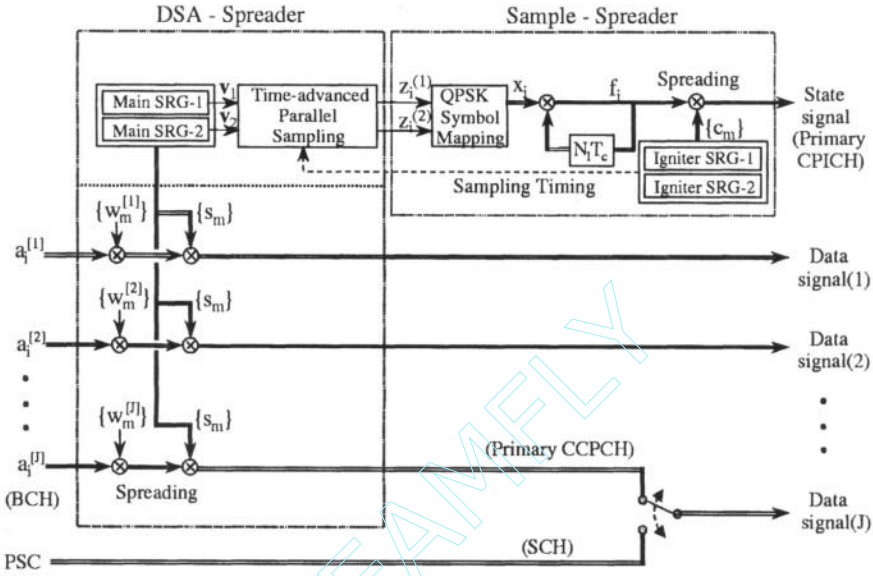 DSA - Spreader
Sample - Spreader
Main SRG-1
Main SRG-2
v₁
v₂
Time-advanced
Parallel
Sampling
zᵢ⁽¹⁾
zᵢ⁽²⁾
QPSK
Symbol
Mapping
xᵢ
fᵢ
N₁T꜀
Spreading
{cₘ}
Igniter SRG-1
Igniter SRG-2
Sampling Timing
State
signal
(Primary
CPICH)
aᵢ[1]
{wₘ[1]}
{sₘ}
Data
signal(1)
aᵢ[2]
{wₘ[2]}
{sₘ}
Data
signal(2)
aᵢ[J]
(BCH)
{wₘ[J]}
{sₘ}
Spreading
(Primary CCPCH)
Data
signal(J)
PSC
(SCH)
TEAMFLY